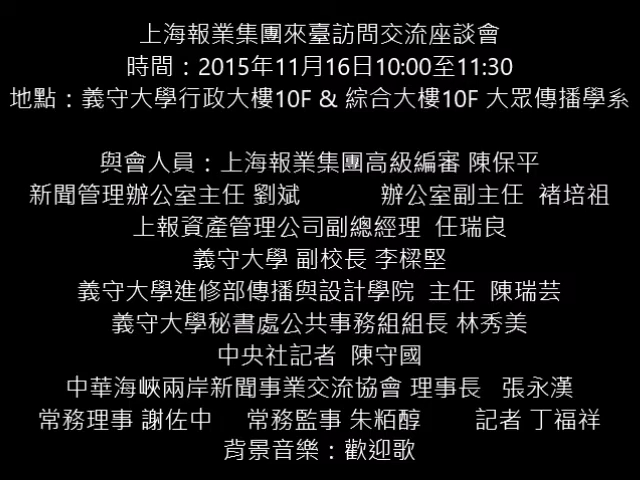 上海報業集團來臺訪問交流座談會
時間：2015年11月16日10:00至11:30
地點：義守大學行政大樓10F & 綜合大樓10F 大眾傳播學系
與會人員：上海報業集團高級編審 陳保平
新聞管理辦公室主任 劉斌 辦公室副主任 褚培祖
上報資產管理公司副總經理 任瑞良
義守大學 副校長 李樑堅
義守大學進修部傳播與設計學院 主任 陳瑞芸
義守大學秘書處公共事務組組長 林秀美
中央社記者 陳守國
中華海峽兩岸新聞事業交流協會 理事長 張永漢
常務理事 謝佐中 常務監事 朱粨醇 記者 丁福祥
背景音樂：歡迎歌